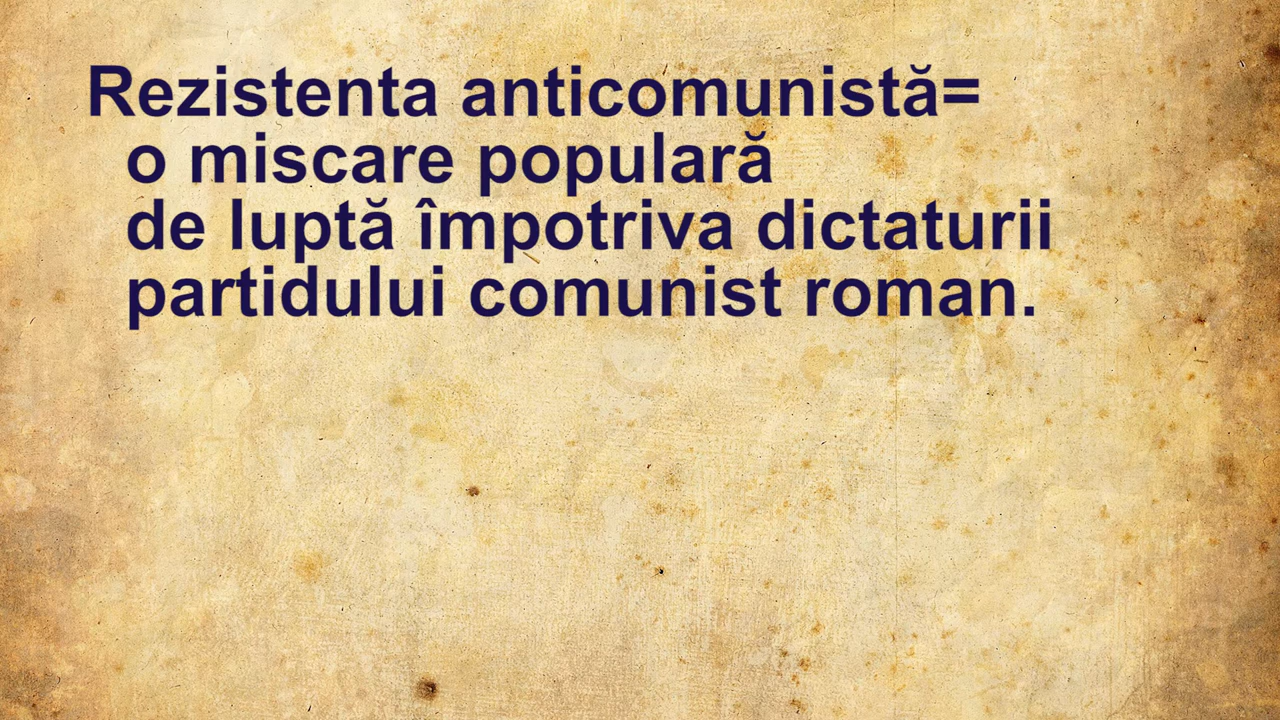 Rezistenta anticomunistă=
o miscare populară
de luptă împotriva dictaturii
partidului comunist roman.